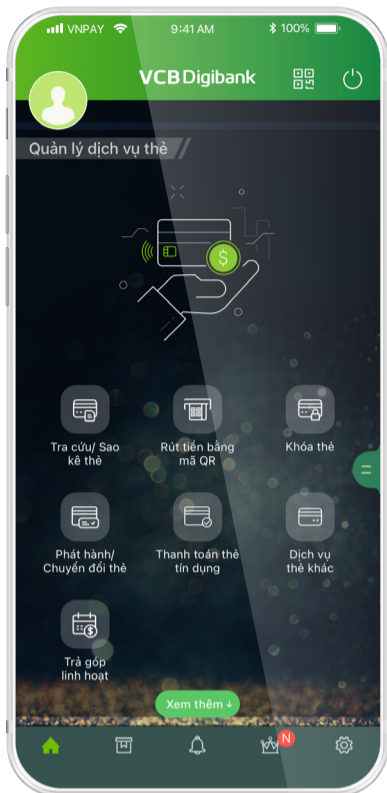 VNPAY 9:41 AM 100%
VCB Digibank
Quản lý dịch vụ thẻ
$
Tra cứu/ Sao
kê thẻ
Rút tiền bằng
mã QR
Khóa thẻ
Phát hành/
Chuyển đổi thẻ
Thanh toán thẻ
tín dụng
Dịch vụ
thẻ khác
$
Trả góp
linh hoạt
Xem thêm ↓
N